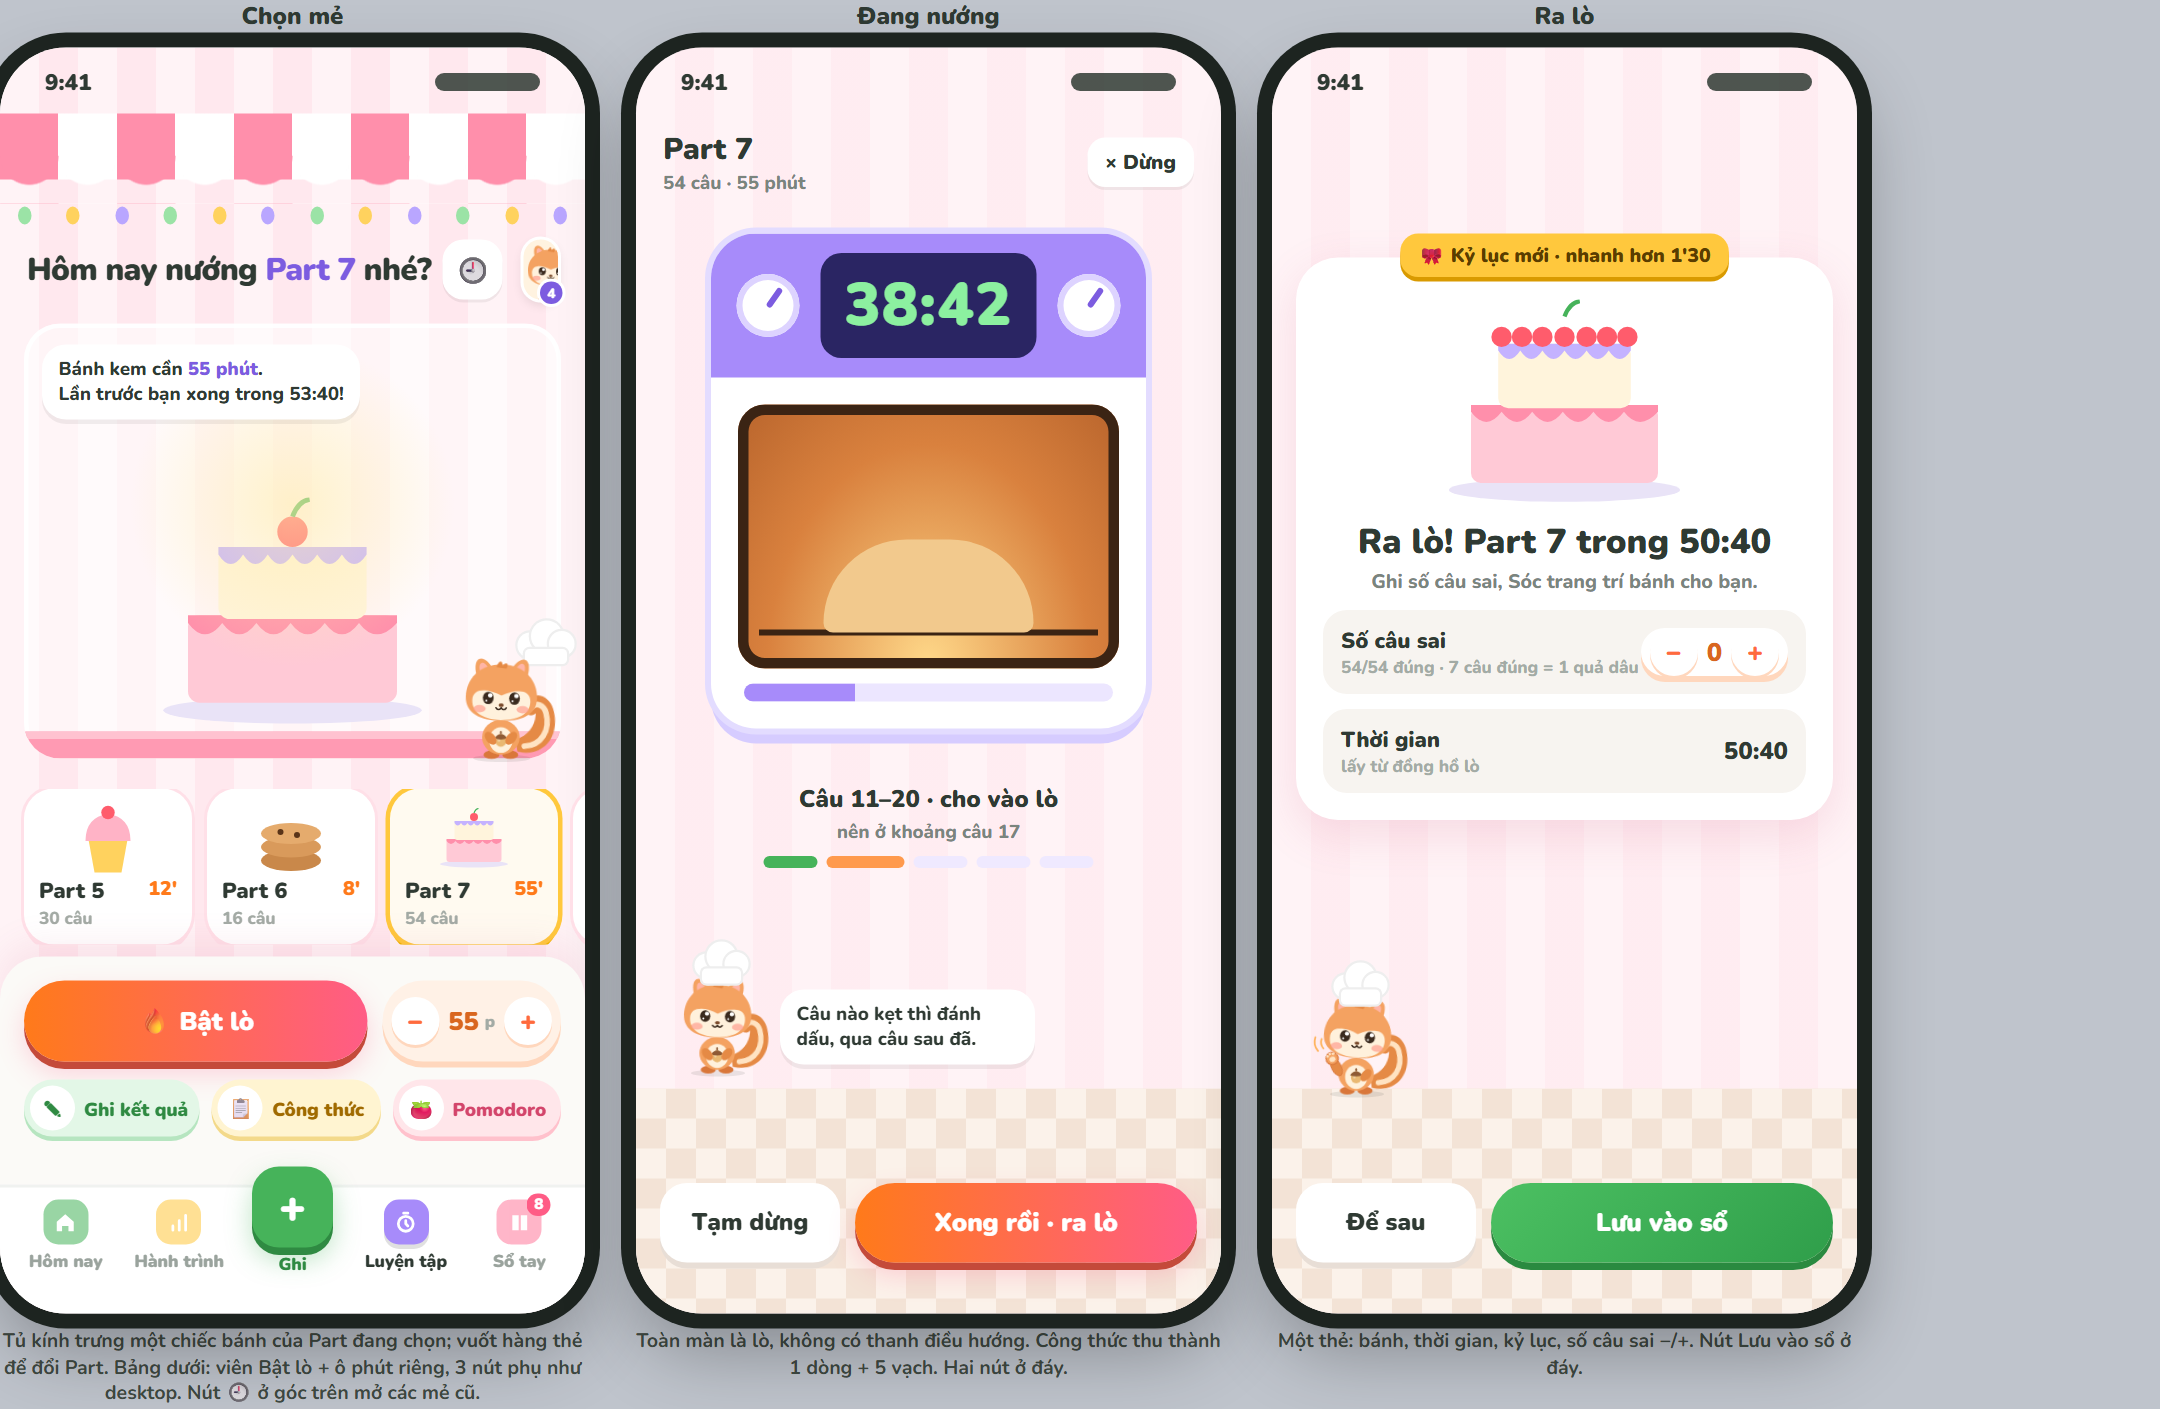 Chọn mẻ
9:41
Hôm nay nướng Part 7 nhé?
4
Bánh kem cần 55 phút.
Lần trước bạn xong trong 53:40!
Part 5 12'
30 câu
Part 6 8'
16 câu
Part 7 55'
54 câu
Bật lò
− 55 p +
Ghi kết quả
Công thức
Pomodoro
Hôm nay
Hành trình
+
Ghi
Luyện tập
8
Sổ tay
Tủ kính trưng một chiếc bánh của Part đang chọn; vuốt hàng thẻ
để đổi Part. Bảng dưới: viên Bật lò + ô phút riêng, 3 nút phụ như
desktop. Nút 🕘 ở góc trên mở các mẻ cũ.
Đang nướng
9:41
Part 7
54 câu · 55 phút
× Dừng
38:42
Câu 11–20 · cho vào lò
nên ở khoảng câu 17
Câu nào kẹt thì đánh
dấu, qua câu sau đã.
Tạm dừng
Xong rồi · ra lò
Toàn màn là lò, không có thanh điều hướng. Công thức thu thành
1 dòng + 5 vạch. Hai nút ở đáy.
Ra lò
9:41
Kỷ lục mới · nhanh hơn 1'30
Ra lò! Part 7 trong 50:40
Ghi số câu sai, Sóc trang trí bánh cho bạn.
Số câu sai
54/54 đúng · 7 câu đúng = 1 quả dâu
− 0 +
Thời gian
lấy từ đồng hồ lò
50:40
Để sau
Lưu vào sổ
Một thẻ: bánh, thời gian, kỷ lục, số câu sai −/+. Nút Lưu vào sổ ở
đáy.